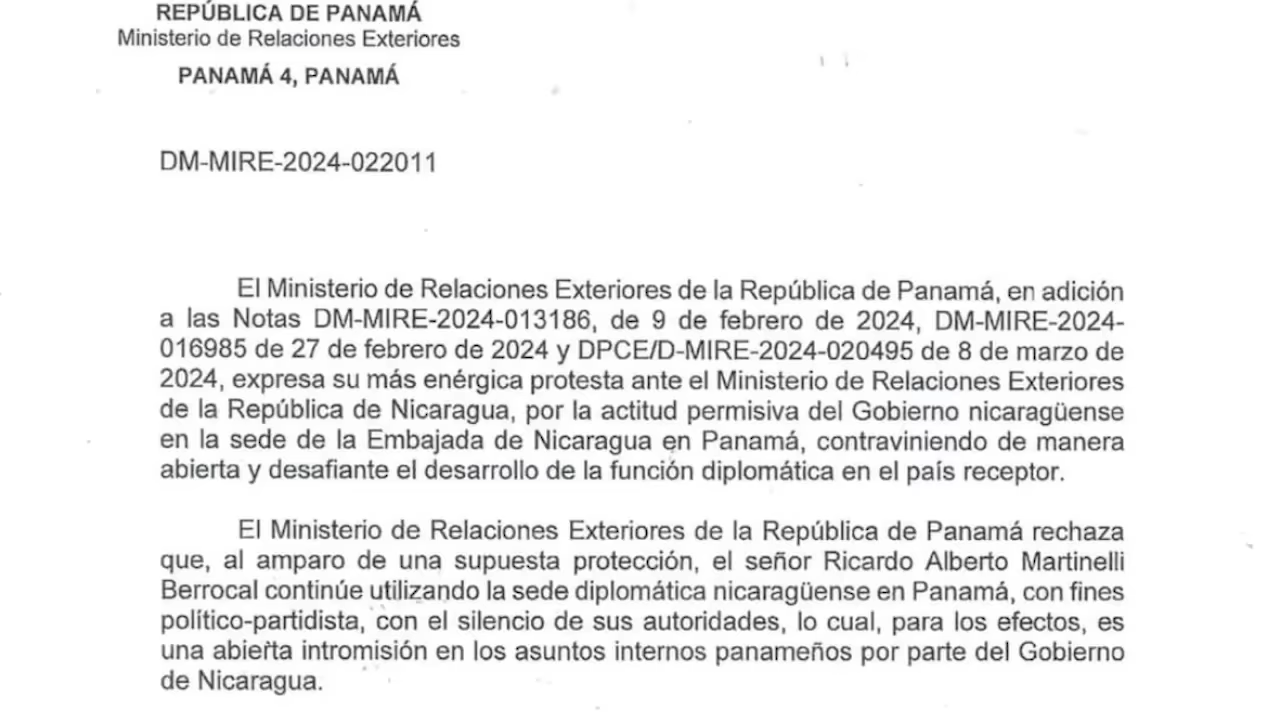 REPÚBLICA DE PANAMÁ
Ministerio de Relaciones Exteriores
PANAMÁ 4, PANAMÁ
DM-MIRE-2024-022011
El Ministerio de Relaciones Exteriores de la República de Panamá, en adición
a las Notas DM-MIRE-2024-013186, de 9 de febrero de 2024, DM-MIRE-2024-
016985 de 27 de febrero de 2024 y DPCE/D-MIRE-2024-020495 de 8 de marzo de
2024, expresa su más enérgica protesta ante el Ministerio de Relaciones Exteriores
de la República de Nicaragua, por la actitud permisiva del Gobierno nicaragüense
en la sede de la Embajada de Nicaragua en Panamá, contraviniendo de manera
abierta y desafiante el desarrollo de la función diplomática en el país receptor.
El Ministerio de Relaciones Exteriores de la República de Panamá rechaza
que, al amparo de una supuesta protección, el señor Ricardo Alberto Martinelli
Berrocal continúe utilizando la sede diplomática nicaragüense en Panamá, con fines
político-partidista, con el silencio de sus autoridades, lo cual, para los efectos, es
una abierta intromisión en los asuntos internos panameños por parte del Gobierno
de Nicaragua.